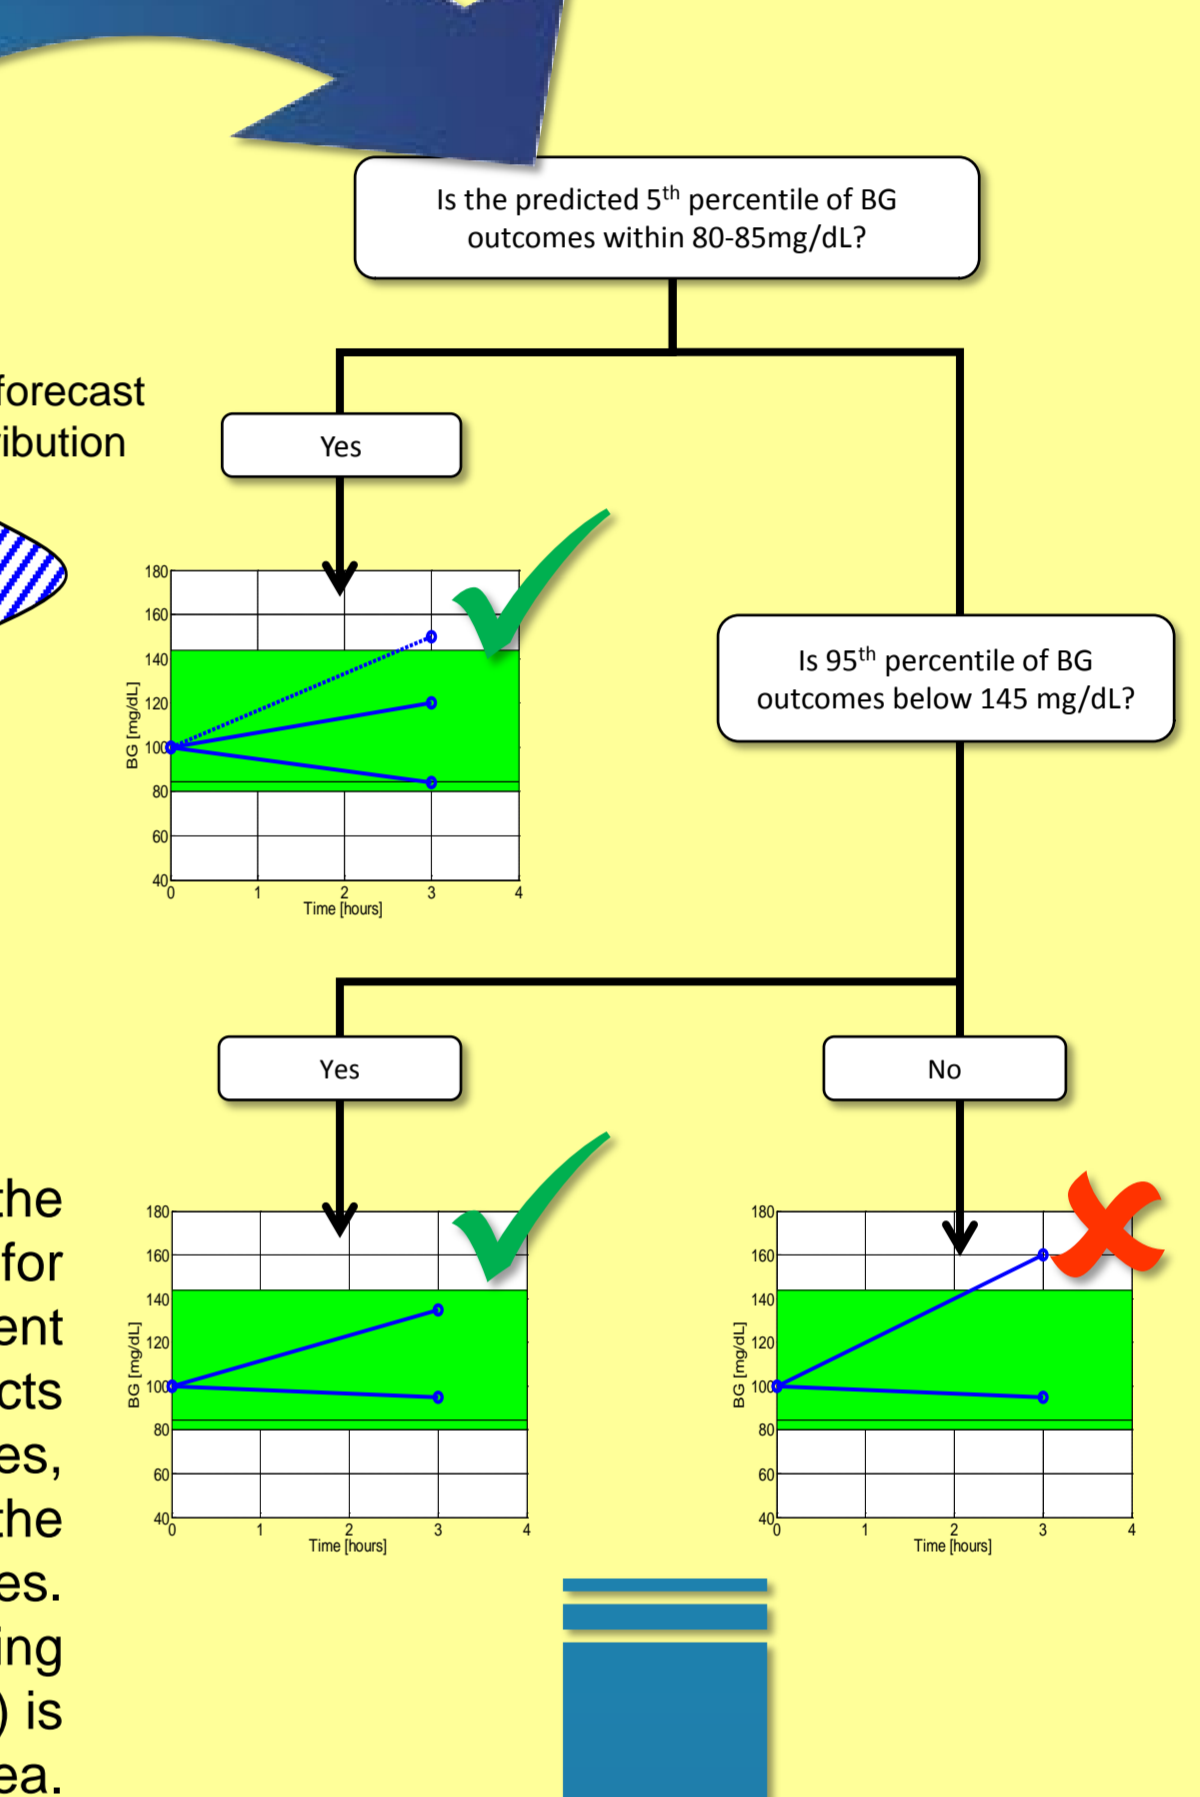 Is the predicted 5th percentile of BG
outcomes within 80-85mg/dL?
forecast
ribution
Yes
180
160
140
120
100
80
60
40
BG [mg/dL]
0 1 2 3 4
Time [hours]
Is 95th percentile of BG
outcomes below 145 mg/dL?
Yes
No
the
for
ent
cts
es,
the
es.
ing
) is
ea.
180
160
140
120
100
80
60
40
BG [mg/dL]
0 1 2 3 4
Time [hours]
180
160
140
120
100
80
60
40
BG [mg/dL]
0 1 2 3 4
Time [hours]